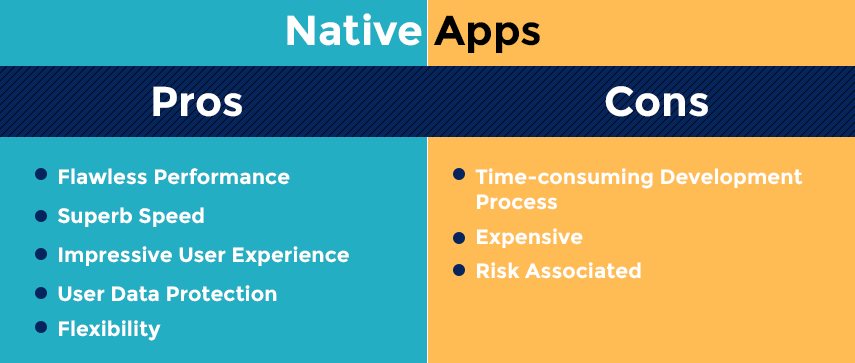 Native Apps
Pros
Cons
Flawless Performance
Superb Speed
Impressive User Experience
User Data Protection
Flexibility
Time-consuming Development
Process
Expensive
Risk Associated